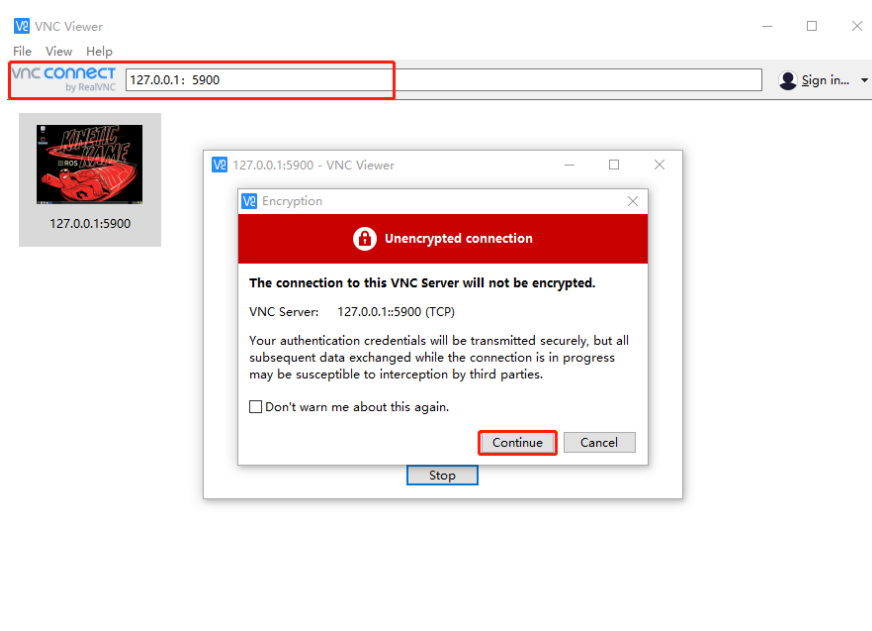 VNC Viewer
File View Help
vnc connect
by RealVNC
127.0.0.1: 5900
Sign in...
KINETIC
KAME
ROS
127.0.0.1:5900
127.0.0.1:5900 - VNC Viewer
Encryption
Unencrypted connection
The connection to this VNC Server will not be encrypted.
VNC Server: 127.0.0.1::5900 (TCP)
Your authentication credentials will be transmitted securely, but all
subsequent data exchanged while the connection is in progress
may be susceptible to interception by third parties.
Don't warn me about this again.
Continue Cancel
Stop